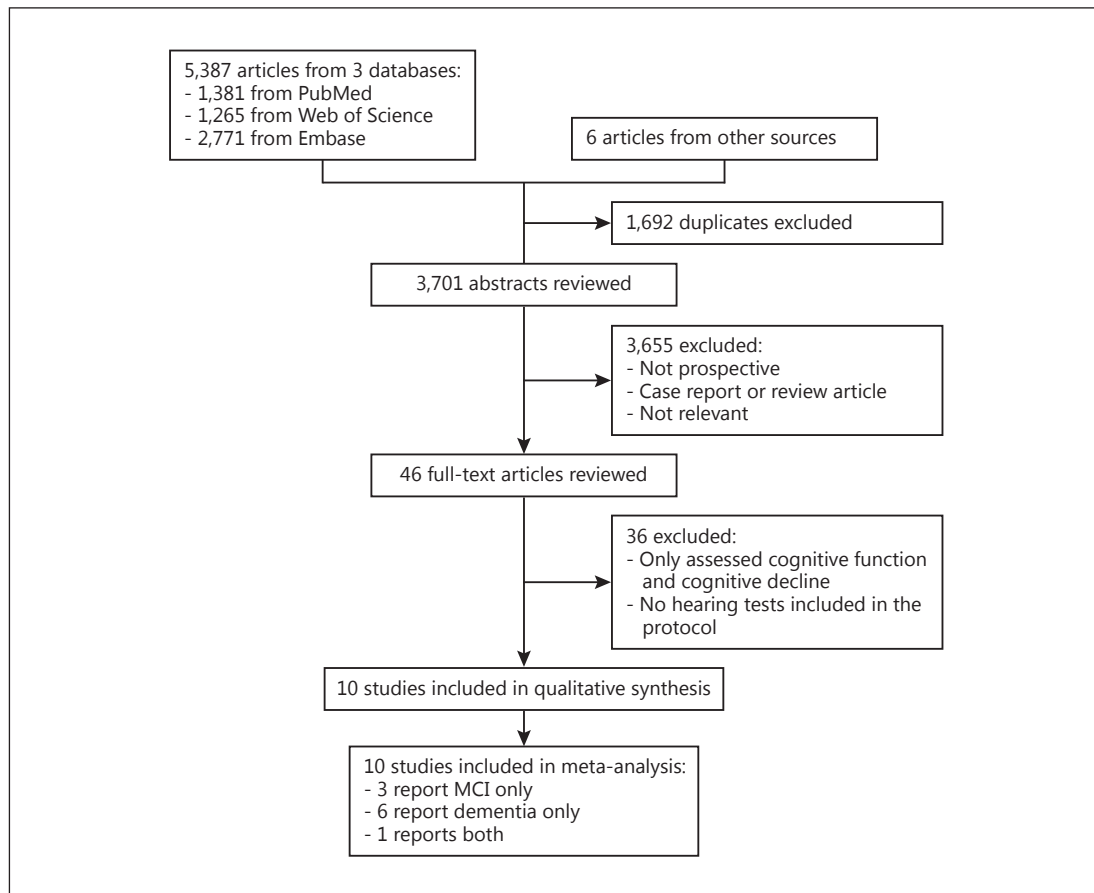 5,387 articles from 3 databases:
- 1,381 from PubMed
- 1,265 from Web of Science
- 2,771 from Embase
6 articles from other sources
1,692 duplicates excluded
3,701 abstracts reviewed
3,655 excluded:
- Not prospective
- Case report or review article
- Not relevant
46 full-text articles reviewed
36 excluded:
- Only assessed cognitive function
and cognitive decline
- No hearing tests included in the
protocol
10 studies included in qualitative synthesis
10 studies included in meta-analysis:
- 3 report MCI only
- 6 report dementia only
- 1 reports both